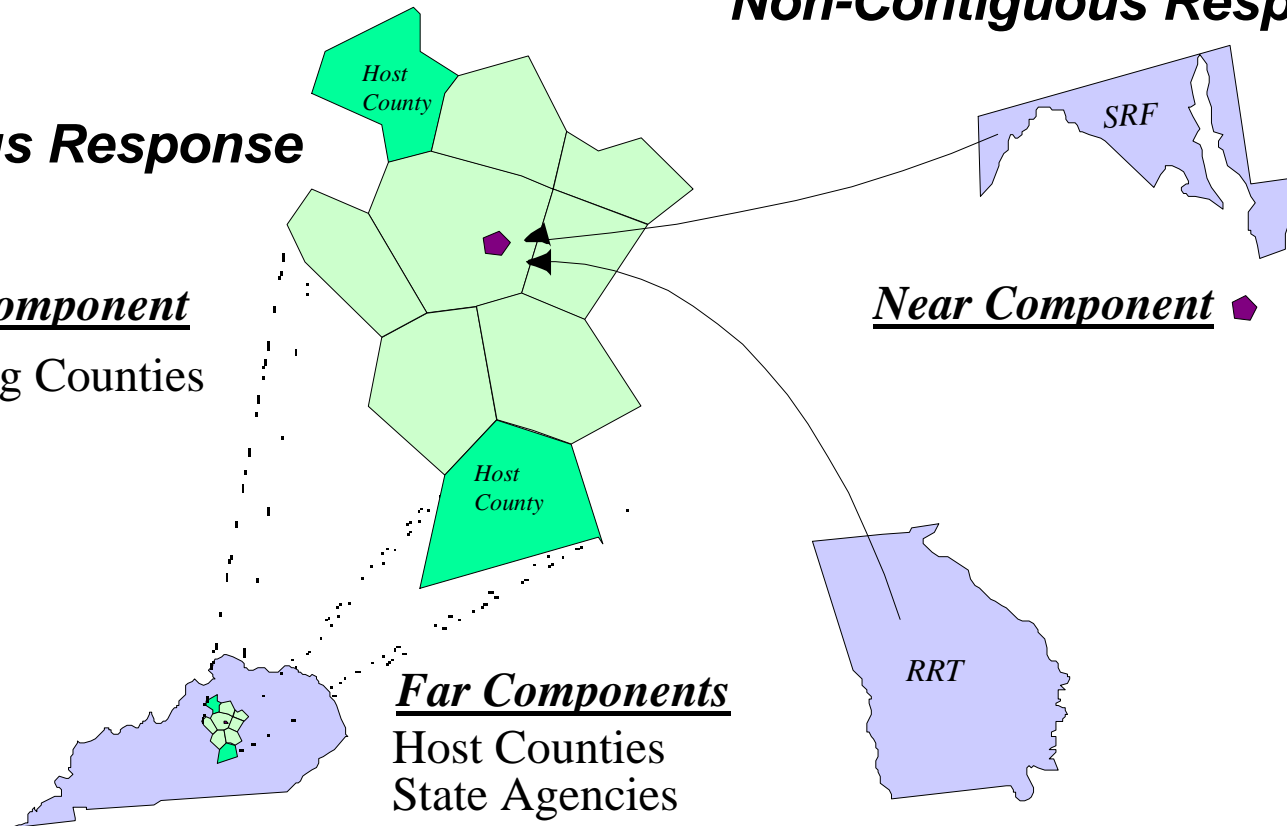 Non-Contiguous Resp
us Response
Host
County
SRF
omponent
g Counties
Near Component
Host
County
RRT
Far Components
Host Counties
State Agencies